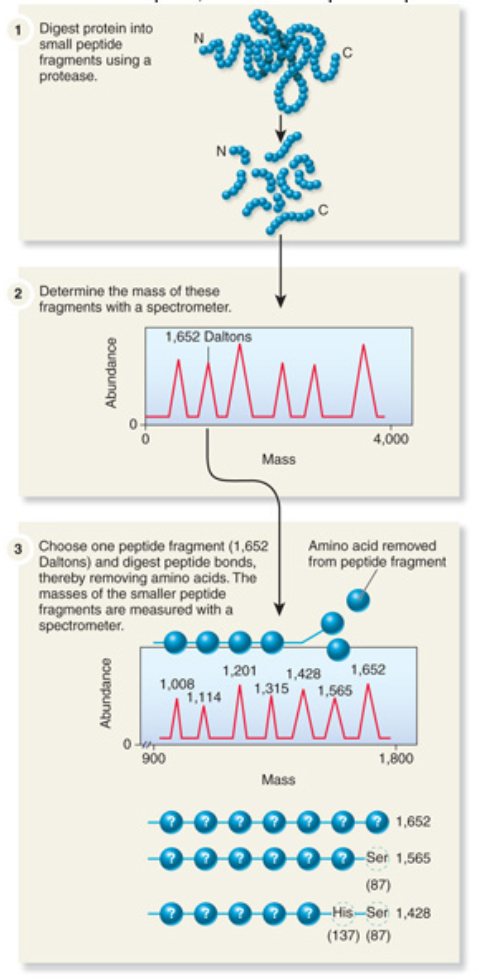 1
Digest protein into
small peptide
fragments using a
protease.
N
C
N
C
2
Determine the mass of these
fragments with a spectrometer.
1,652 Daltons
Abundance
0
0
4,000
Mass
3
Choose one peptide fragment (1,652
Daltons) and digest peptide bonds,
thereby removing amino acids. The
masses of the smaller peptide
fragments are measured with a
spectrometer.
Amino acid removed
from peptide fragment
Abundance
1,008
1,114
1,201
1,315
1,428
1,565
1,652
0
900
1,800
Mass
? ? ? ? ? ? ? 1,652
? ? ? ? ? ? Ser 1,565
(87)
? ? ? ? ? His Ser 1,428
(137) (87)